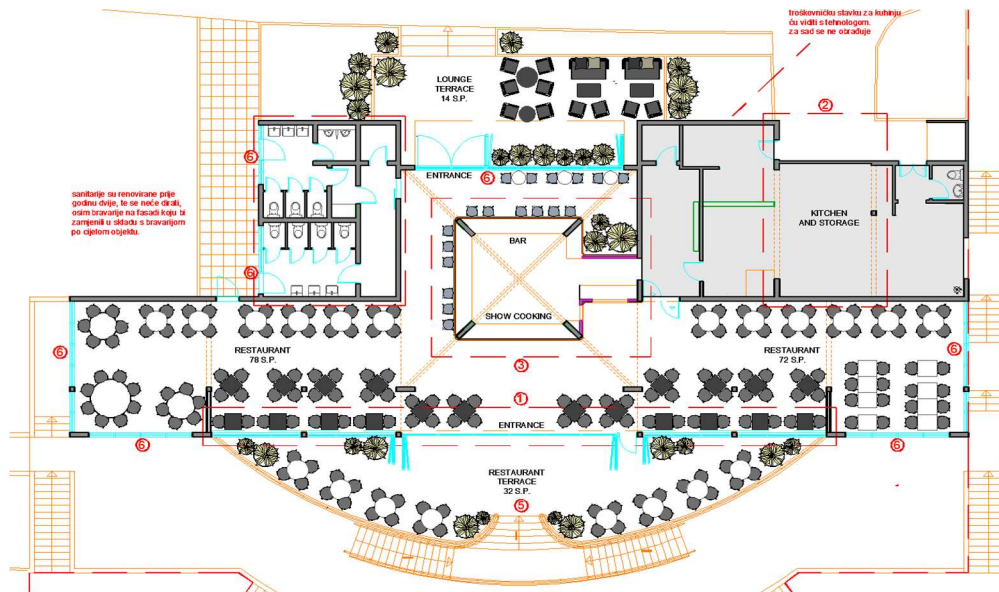 troškovničku stavku za kuhinju
ću viditi s tehnologom.
za sad se ne obrađuje
LOUNGE
TERRACE
14 S.P.
2
6
ENTRANCE
6
sanitarije su renovirane prije
godinu dvije, te se neće dirati,
osim bravarije na fasadi koju bi
zamjenili u skladu s bravarijom
po cijelom objektu.
KITCHEN
AND STORAGE
BAR
6
SHOW COOKING
6
RESTAURANT
78 S.P.
3
RESTAURANT
72 S.P.
6
1
ENTRANCE
6
6
RESTAURANT
TERRACE
32 S.P.
5